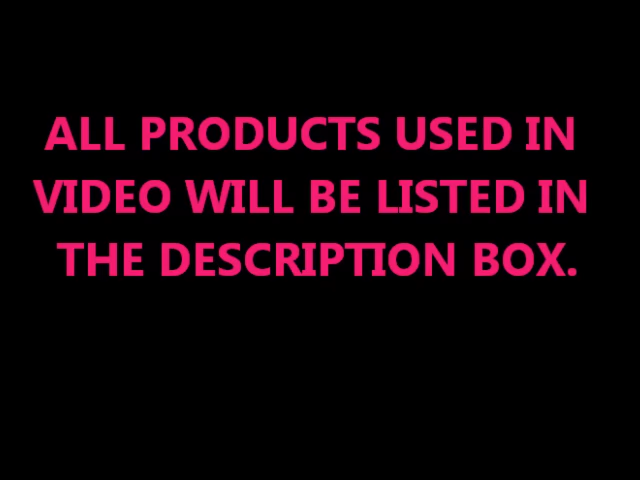 ALL PRODUCTS USED IN
VIDEO WILL BE LISTED IN
THE DESCRIPTION BOX.